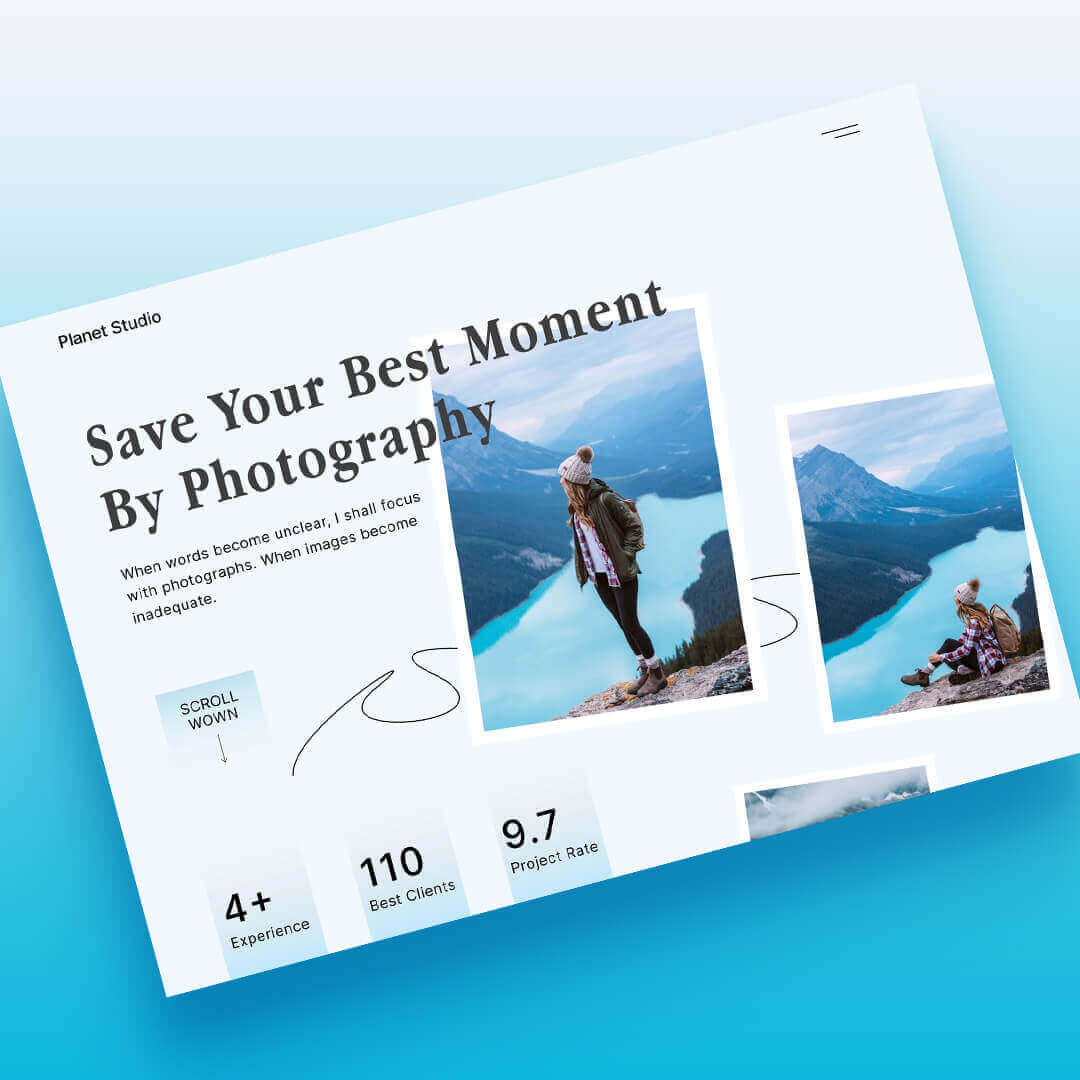 Planet Studio
Save Your Best Moment
By Photography
When words become unclear, I shall focus
with photographs. When images become
inadequate.
SCROLL
WOWN
4+
Experience
110
Best Clients
9.7
Project Rate